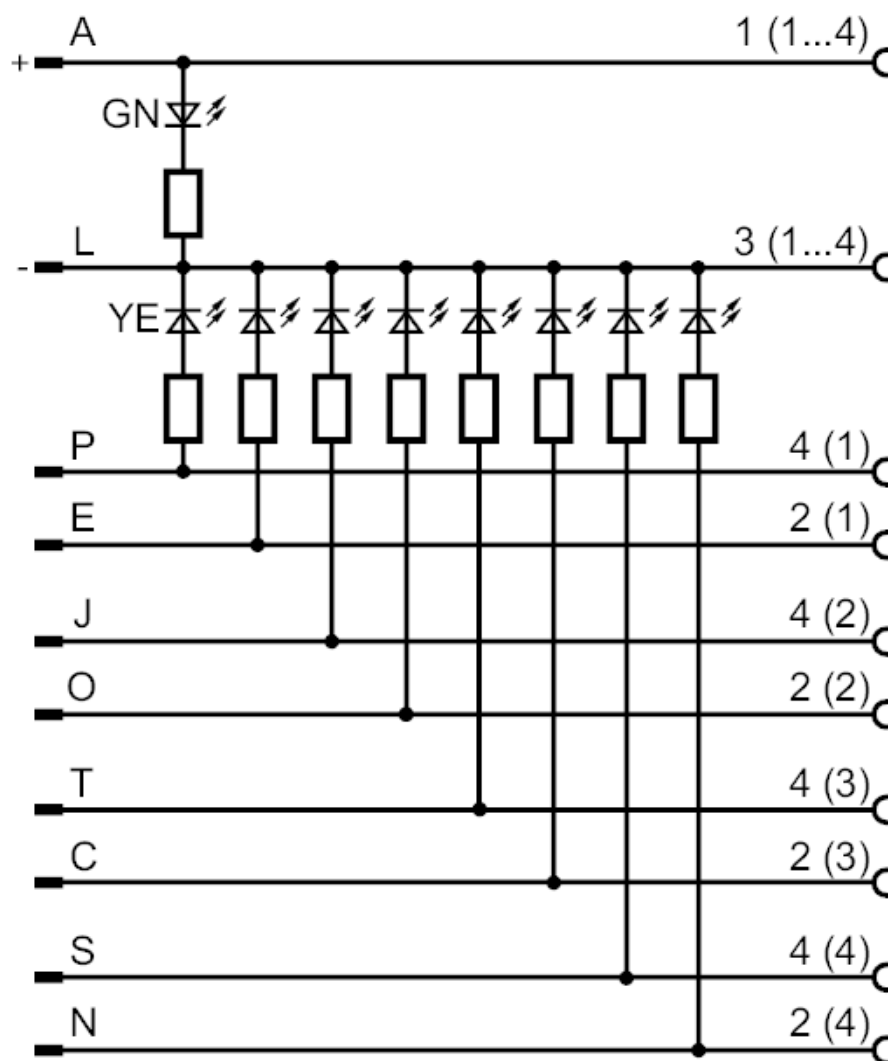 A 1 (1...4)
+
GN
L 3 (1...4)
-
YE
P 4 (1)
E 2 (1)
J 4 (2)
O 2 (2)
T 4 (3)
C 2 (3)
S 4 (4)
N 2 (4)